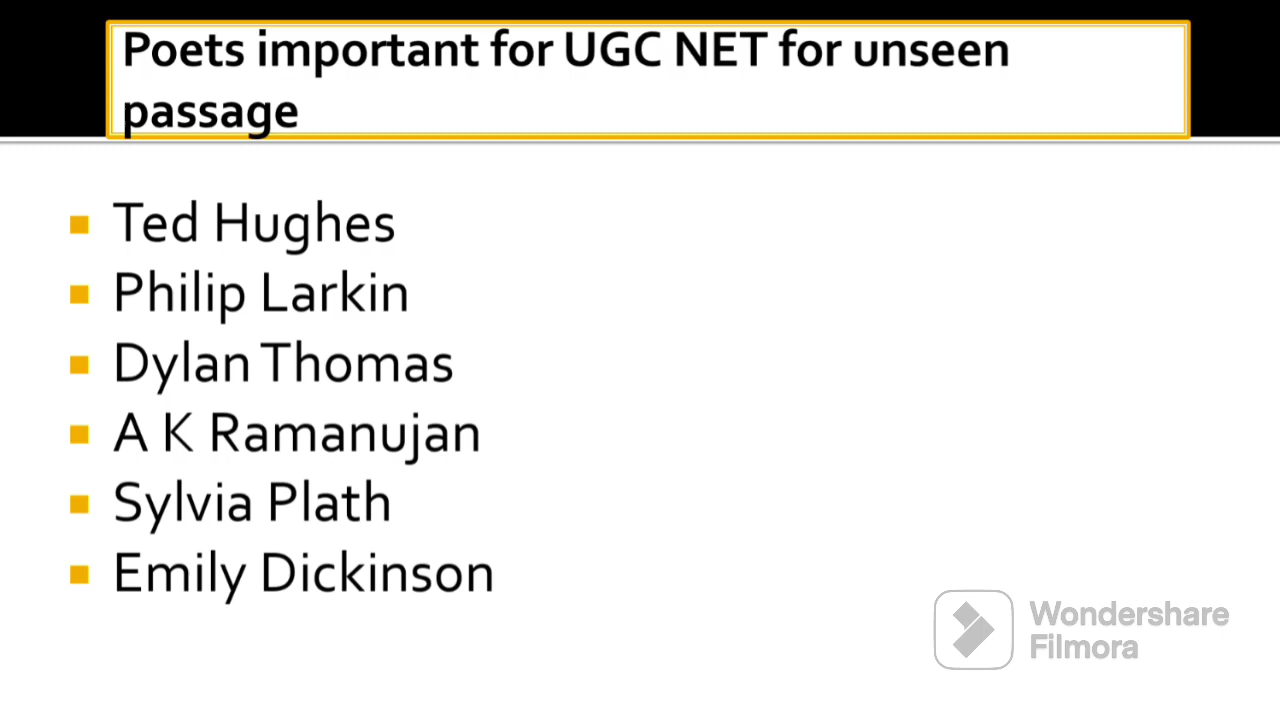 Poets important for UGC NET for unseen
passage
Ted Hughes
Philip Larkin
Dylan Thomas
A K Ramanujan
Sylvia Plath
Emily Dickinson
Wondershare
Filmora